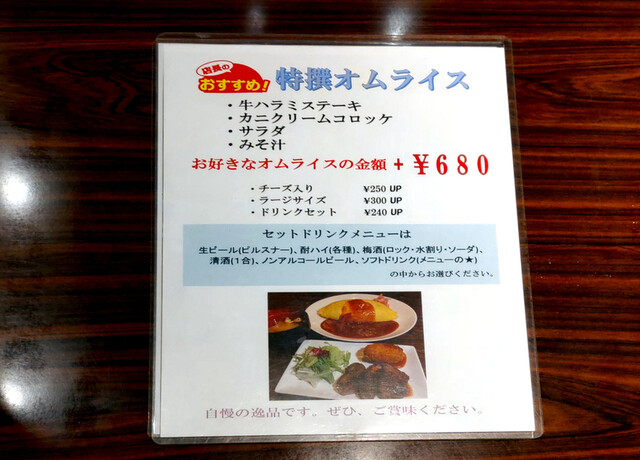 店長の
おすすめ!
特撰オムライス
・牛ハラミステーキ
・カニクリームコロッケ
・サラダ
・みそ汁
お好きなオムライスの金額 + ¥680
・チーズ入り ¥250 UP
・ラージサイズ ¥300 UP
・ドリンクセット ¥240 UP
セットドリンクメニューは
生ビール(ピルスナー)、酎ハイ(各種)、梅酒(ロック・水割り・ソーダ)、
清酒(1合)、ノンアルコールビール、ソフトドリンク(メニューの★)
の中からお選びください。
自慢の逸品です。ぜひ、ご賞味ください。